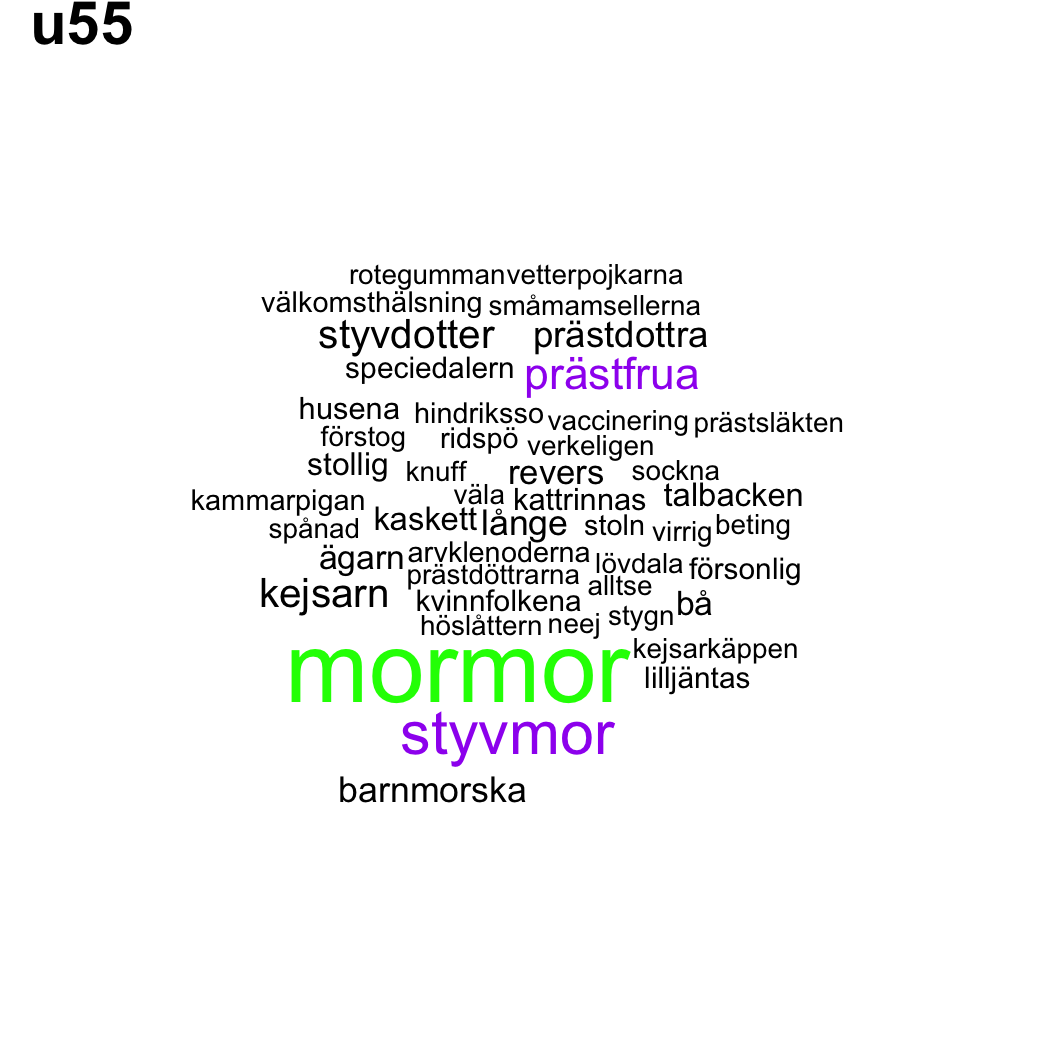 u55
rotegumman vetterpojkarna
välkomsthälsning småmamsellerna
styvdotter prästdottra
speciedalern prästfrua
husena hindriksso vaccinering prästsläkten
förstog ridspö verkeligen
stollig knuff revers sockna
kammarpigan väla kattrinnas talbacken
spånad kaskett långe stoln virrig beting
ägarn arvklenoderna lövdala försonlig
prästdöttrarna alltse
kejsarn kvinnfolkena stygn bå
höslåttern neej
mormor kejsarkäppen
lilljäntas
styvmor
barnmorska